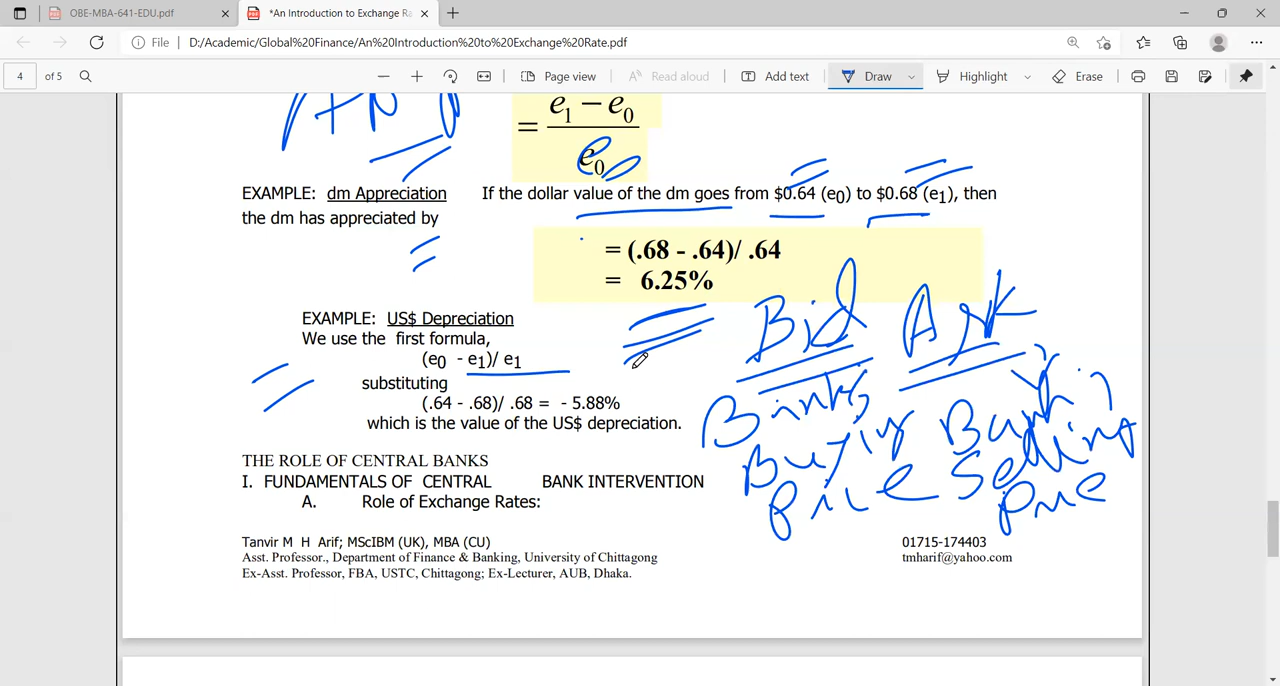 OBE-MBA-641-EDU.pdf
*An Introduction to Exchange Ra
File D:/Academic/Global%20Finance/An%20Introduction%20to%20Exchange%20Rate.pdf
4 of 5 Page view Read aloud Add text Draw Highlight Erase
= e1 − e0
e0
EXAMPLE: dm Appreciation If the dollar value of the dm goes from $0.64 (e0) to $0.68 (e1), then
the dm has appreciated by
= (.68 - .64)/ .64
= 6.25%
Bid Ask
EXAMPLE: US$ Depreciation
We use the first formula,
(e0 - e1)/ e1
substituting
(.64 - .68)/ .68 = - 5.88%
which is the value of the US$ depreciation.
price
THE ROLE OF CENTRAL BANKS
I. FUNDAMENTALS OF CENTRAL BANK INTERVENTION
A. Role of Exchange Rates:
Tanvir M H Arif; MScIBM (UK), MBA (CU) 01715-174403
Asst. Professor., Department of Finance & Banking, University of Chittagong tmharif@yahoo.com
Ex-Asst. Professor, FBA, USTC, Chittagong; Ex-Lecturer, AUB, Dhaka.